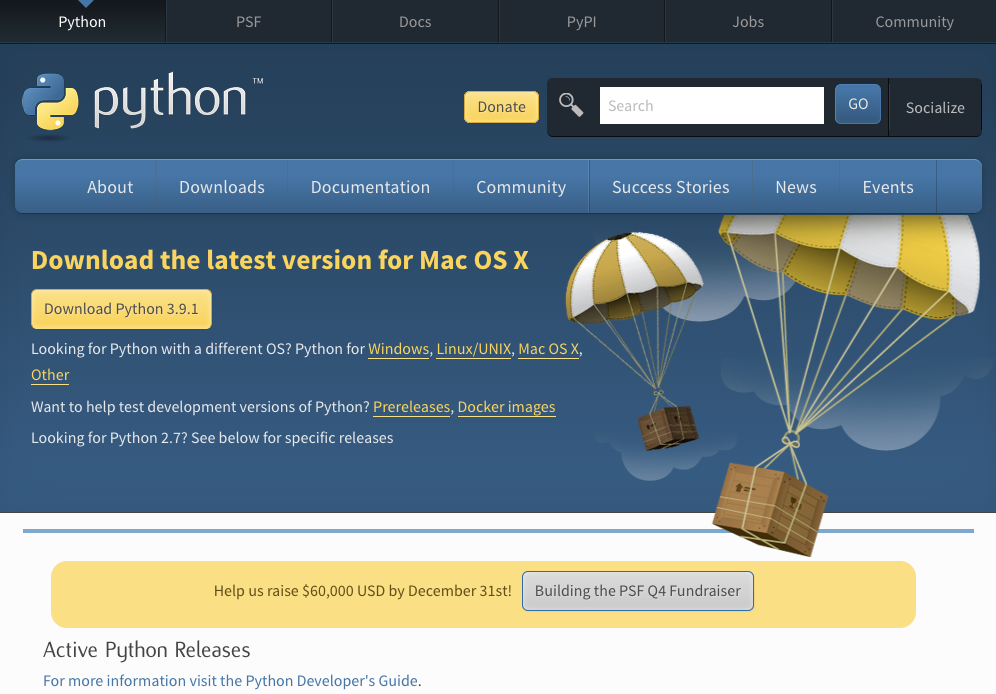 Python PSF Docs PyPI Jobs Community
python™
Donate Search GO Socialize
About Downloads Documentation Community Success Stories News Events
Download the latest version for Mac OS X
Download Python 3.9.1
Looking for Python with a different OS? Python for Windows, Linux/UNIX, Mac OS X,
Other
Want to help test development versions of Python? Prereleases, Docker images
Looking for Python 2.7? See below for specific releases
Help us raise $60,000 USD by December 31st! Building the PSF Q4 Fundraiser
Active Python Releases
For more information visit the Python Developer's Guide.